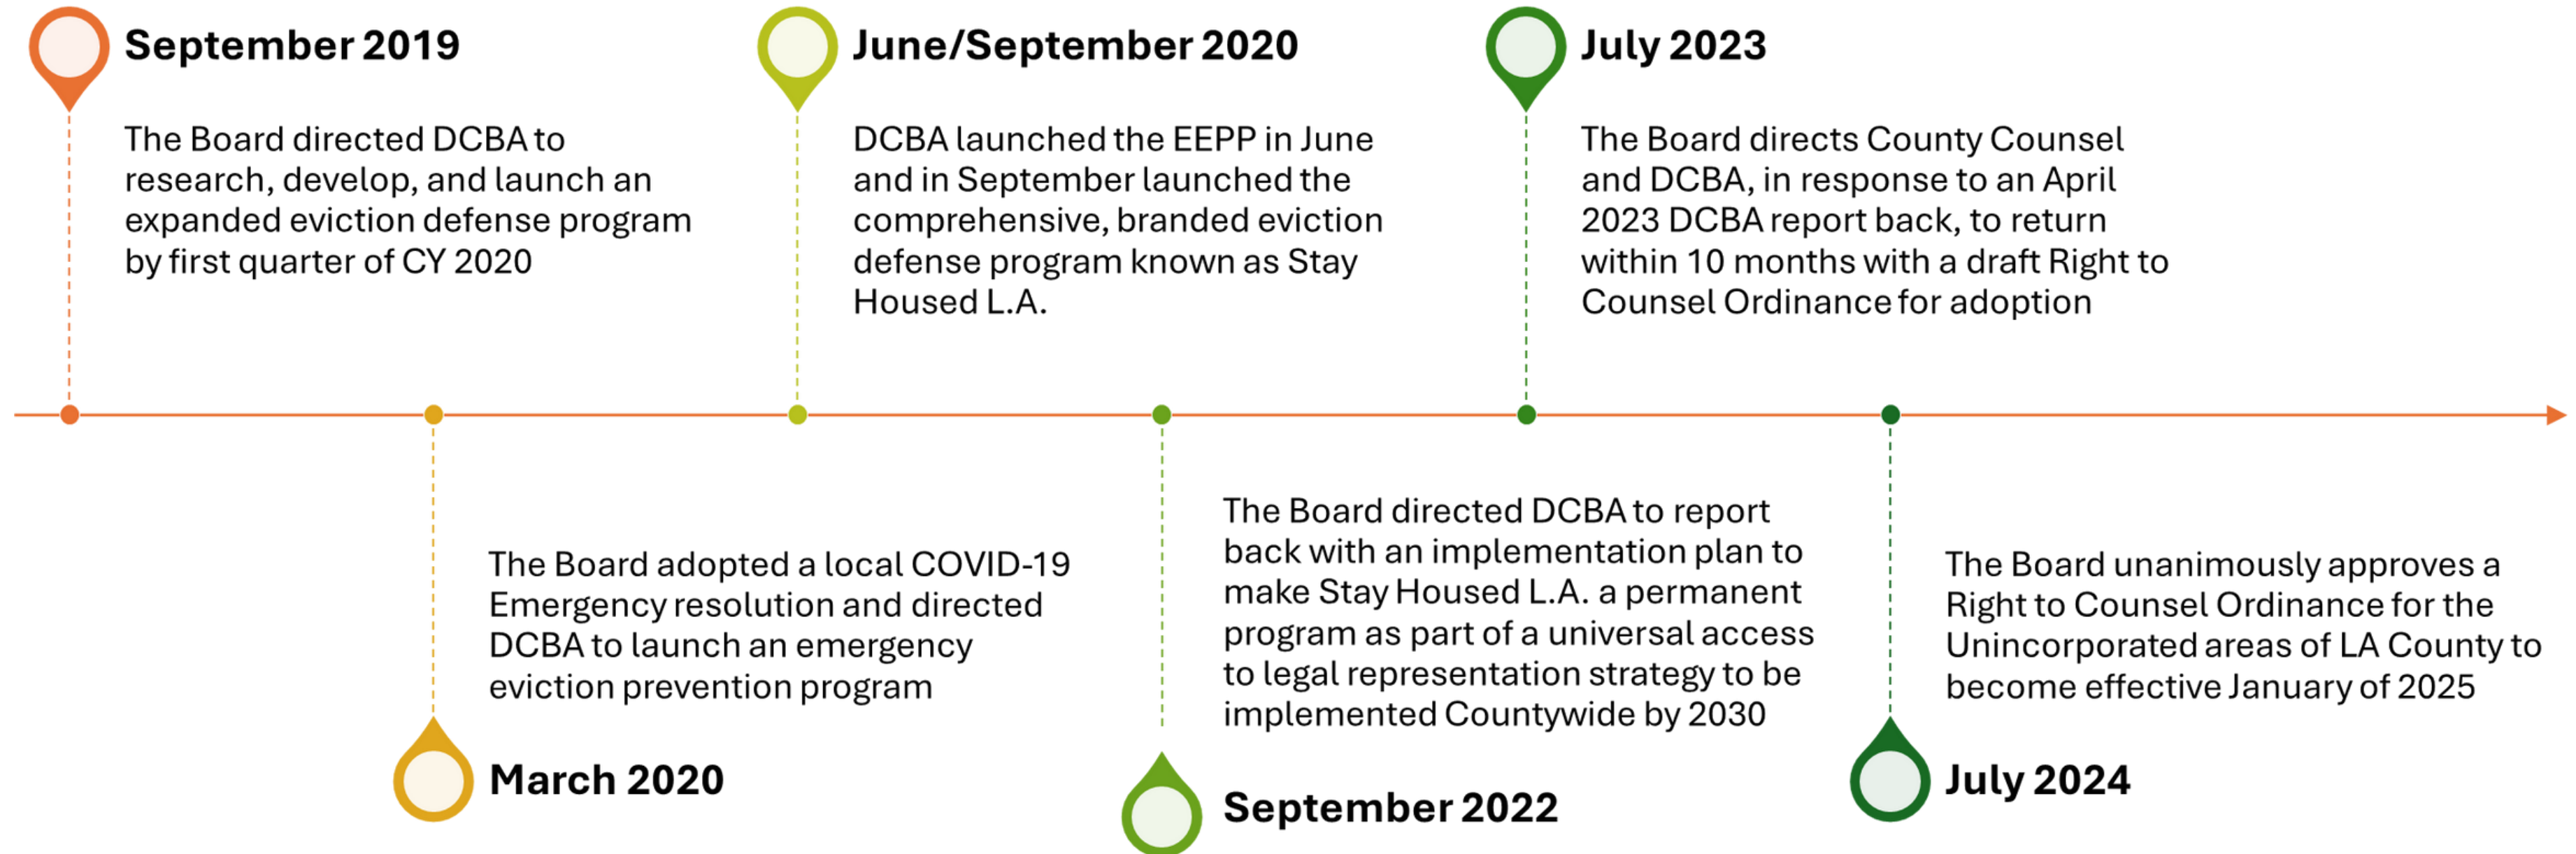 September 2019
The Board directed DCBA to
research, develop, and launch an
expanded eviction defense program
by first quarter of CY 2020
The Board adopted a local COVID-19
Emergency resolution and directed
DCBA to launch an emergency
eviction prevention program
March 2020
June/September 2020
DCBA launched the EEPP in June
and in September launched the
comprehensive, branded eviction
defense program known as Stay
Housed L.A.
The Board directed DCBA to report
back with an implementation plan to
make Stay Housed L.A. a permanent
program as part of a universal access
to legal representation strategy to be
implemented Countywide by 2030
September 2022
July 2023
The Board directs County Counsel
and DCBA, in response to an April
2023 DCBA report back, to return
within 10 months with a draft Right to
Counsel Ordinance for adoption
The Board unanimously approves a
Right to Counsel Ordinance for the
Unincorporated areas of LA County to
become effective January of 2025
July 2024